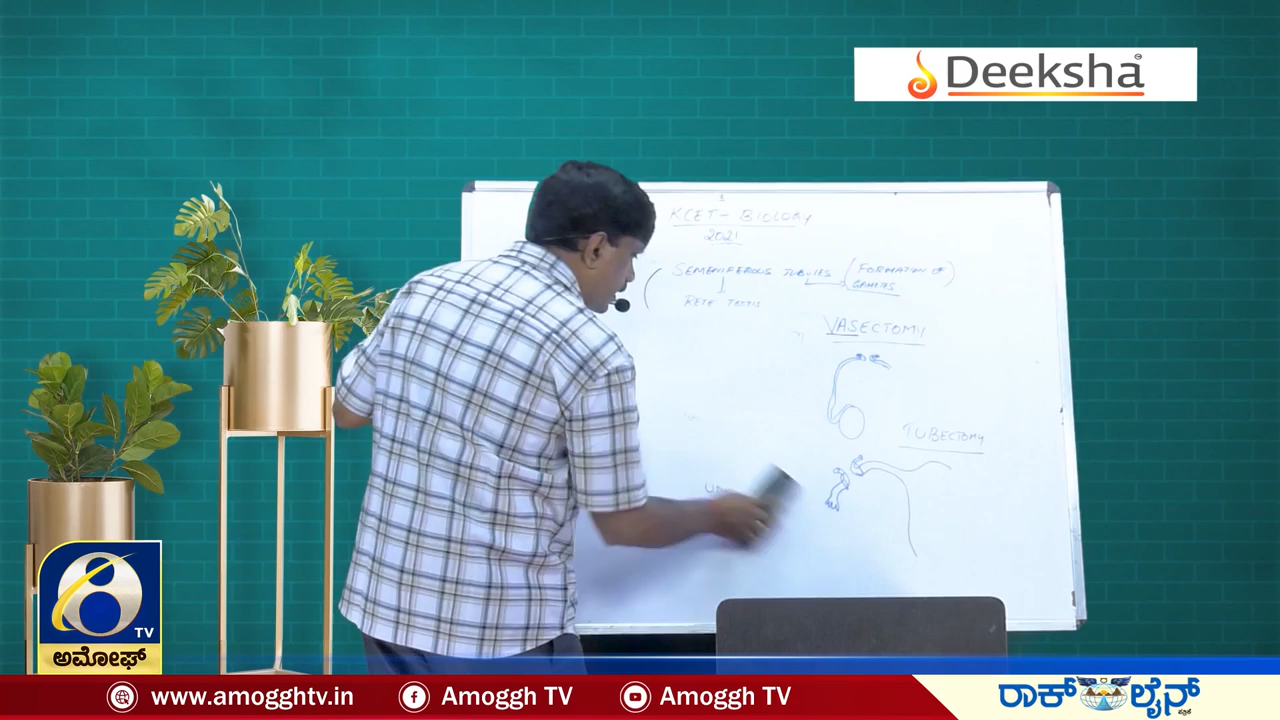 Deeksha
KCET - BIOLOGY
2021
SEMENIFEROUS TUBULES → (FORMATION OF
GAMETES
RETE TESTIS
VASECTOMY
TUBECTOMY
TV
ಅಮೋಘ್
www.amogghtv.in
Amoggh TV
Amoggh TV
ರಾಕ್ ಲೈನ್